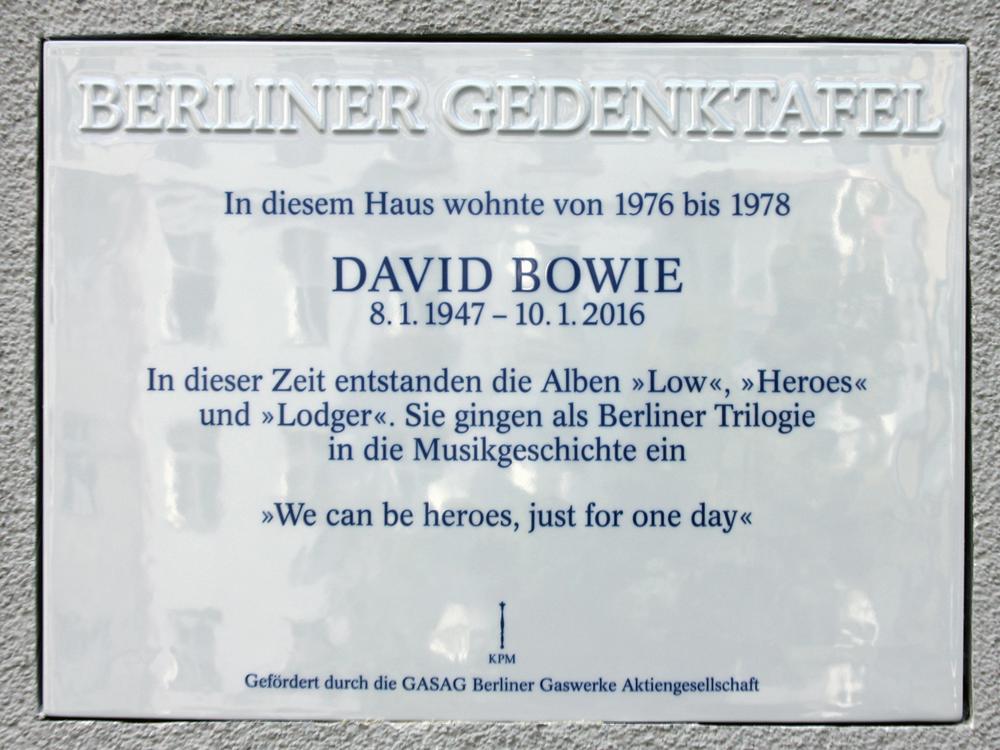 BERLINER GEDENKTAFEL
In diesem Haus wohnte von 1976 bis 1978
DAVID BOWIE
8. 1. 1947 – 10. 1. 2016
In dieser Zeit entstanden die Alben »Low«, »Heroes«
und »Lodger«. Sie gingen als Berliner Trilogie
in die Musikgeschichte ein
»We can be heroes, just for one day«
KPM
Gefördert durch die GASAG Berliner Gaswerke Aktiengesellschaft